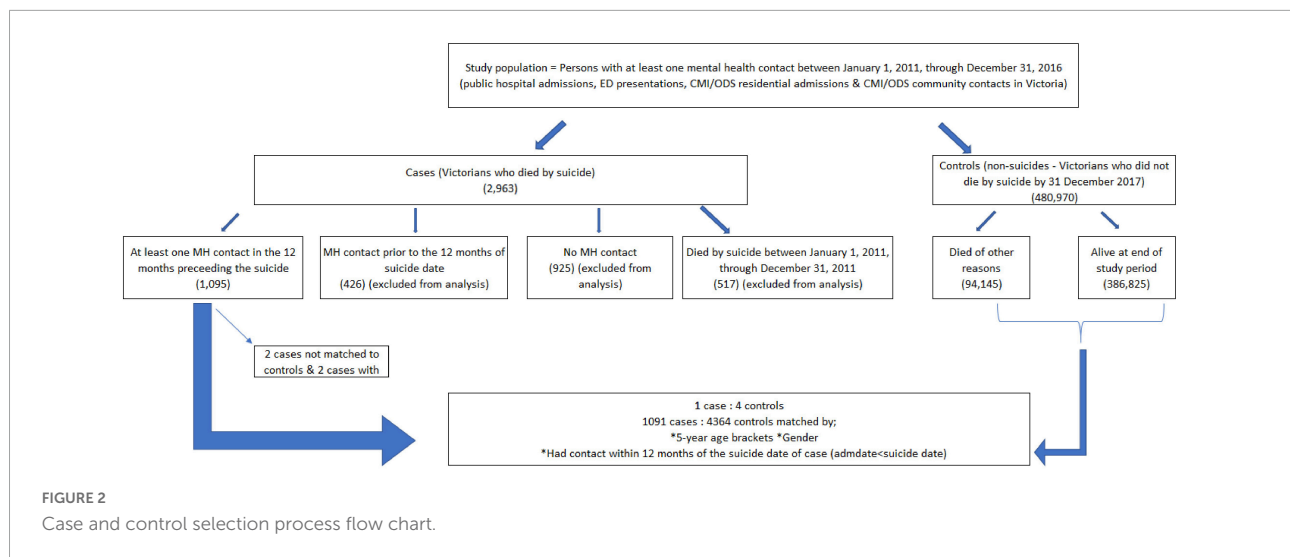 Study population = Persons with at least one mental health contact between January 1, 2011, through December 31, 2016
(public hospital admissions, ED presentations, CMI/ODS residential admissions & CMI/ODS community contacts in Victoria)
Cases (Victorians who died by suicide)
(2,963)
Controls (non-suicides - Victorians who did not
die by suicide by 31 December 2017)
(480,970)
At least one MH contact in the 12
months preceeding the suicide
(1,095)
MH contact prior to the 12 months of
suicide date
(426) (excluded from analysis)
No MH contact
(925) (excluded from
analysis)
Died by suicide between January 1, 2011,
through December 31, 2011
(517) (excluded from analysis)
Died of other
reasons
(94,145)
Alive at end of
study period
(386,825)
2 cases not matched to
controls & 2 cases with
1 case : 4 controls
1091 cases : 4364 controls matched by;
*5-year age brackets *Gender
*Had contact within 12 months of the suicide date of case (admdate<suicide date)
FIGURE 2
Case and control selection process flow chart.